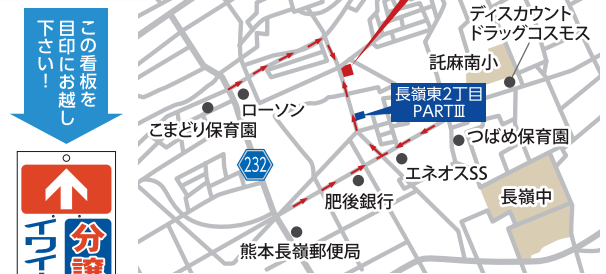 この看板を
目印にお越し
下さい！
分譲
イワイ
ディスカウント
ドラッグコスモス
託麻南小
長嶺東2丁目
PARTⅢ
ローソン
こまどり保育園
つばめ保育園
232
エネオスSS
肥後銀行
長嶺中
熊本長嶺郵便局